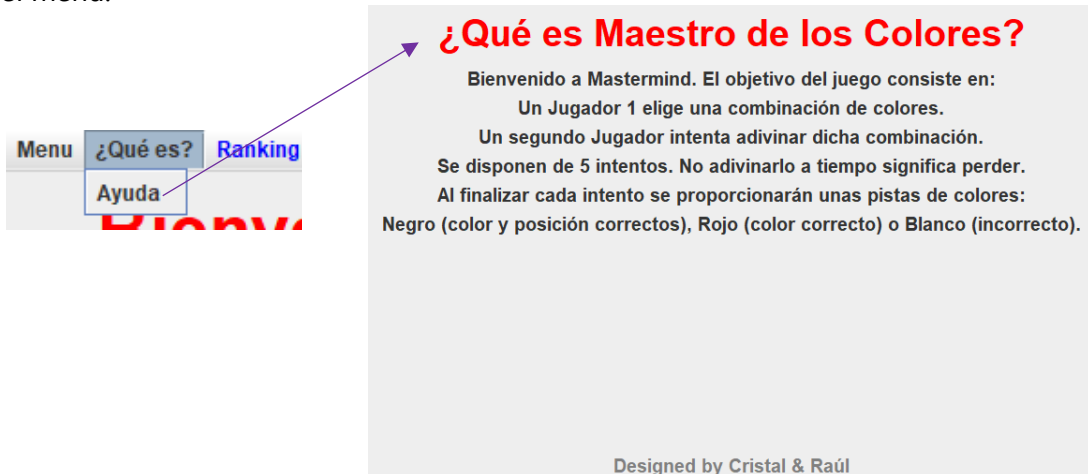 el menú.
¿Qué es Maestro de los Colores?
Bienvenido a Mastermind. El objetivo del juego consiste en:
Un Jugador 1 elige una combinación de colores.
Un segundo Jugador intenta adivinar dicha combinación.
Se disponen de 5 intentos. No adivinarlo a tiempo significa perder.
Al finalizar cada intento se proporcionarán unas pistas de colores:
Negro (color y posición correctos), Rojo (color correcto) o Blanco (incorrecto).
Designed by Cristal & Raúl
Menu ¿Qué es? Ranking
Ayuda